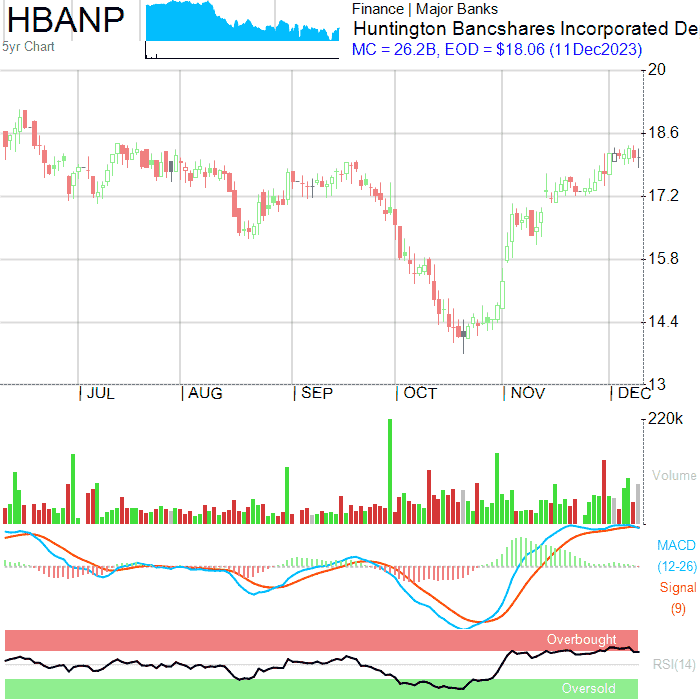 HBANP
5yr Chart
Finance | Major Banks
Huntington Bancshares Incorporated De
MC = 26.2B, EOD = $18.06 (11Dec2023)
20
18.6
17.2
15.8
14.4
13
| JUL | AUG | SEP | OCT | NOV | DEC
220k
Volume
MACD
(12-26)
Signal
(9)
Overbought
RSI(14)
Oversold